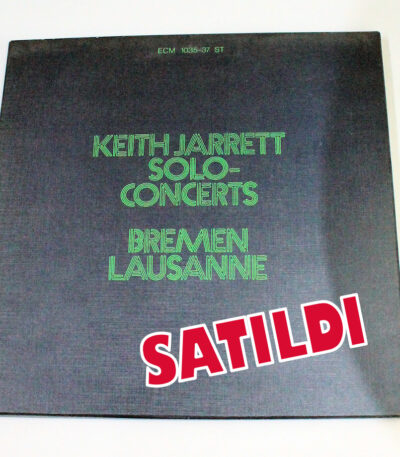 ECM 1035-37 ST
KEITH JARRETT
SOLO-
CONCERTS
BREMEN
LAUSANNE
SATILDI